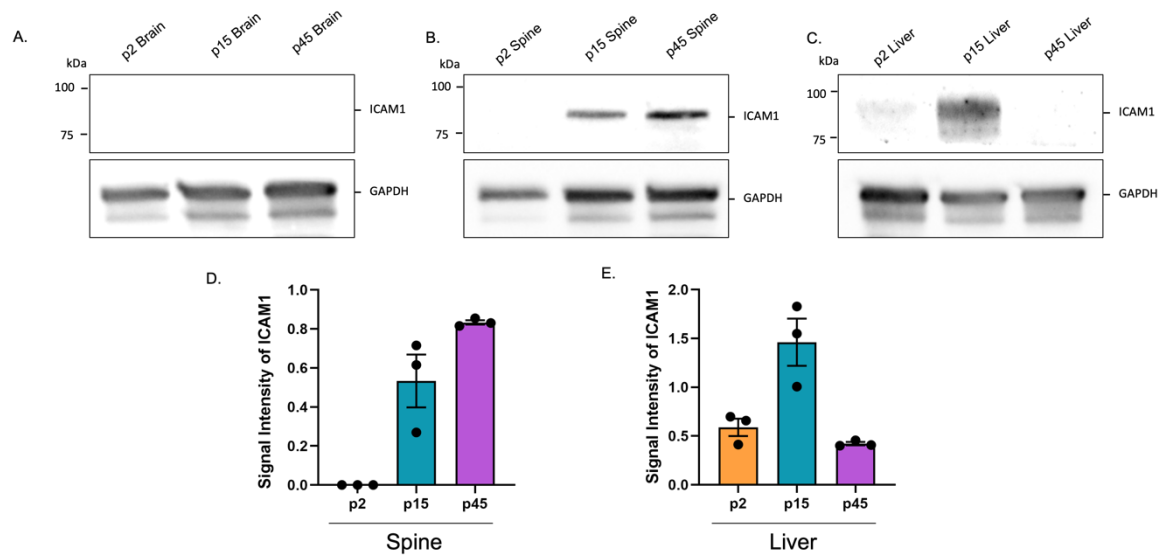 A.
p2 Brain
p15 Brain
p45 Brain
kDa
100
75
ICAM1
GAPDH
B.
p2 Spine
p15 Spine
p45 Spine
kDa
100
75
ICAM1
GAPDH
C.
p2 Liver
p15 Liver
p45 Liver
kDa
100
75
ICAM1
GAPDH
D.
Signal Intensity of ICAM1
1.0
0.8
0.6
0.4
0.2
0.0
p2 p15 p45
Spine
E.
Signal Intensity of ICAM1
2.0
1.5
1.0
0.5
0.0
p2 p15 p45
Liver